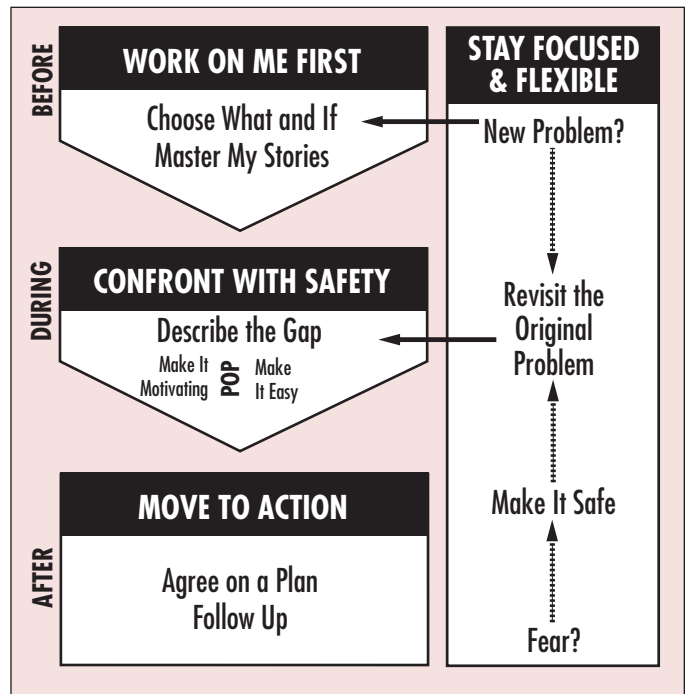 BEFORE
WORK ON ME FIRST
Choose What and If
Master My Stories
DURING
CONFRONT WITH SAFETY
Describe the Gap
Make It
Motivating
POP
Make
It Easy
AFTER
MOVE TO ACTION
Agree on a Plan
Follow Up
STAY FOCUSED
& FLEXIBLE
New Problem?
Revisit the
Original
Problem
Make It Safe
Fear?